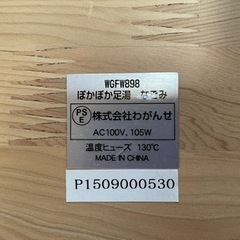 WGFW898
ぽかぽか足湯 なごみ
PS
E
株式会社わがんせ
AC100V, 105W
温度ヒューズ 130℃
MADE IN CHINA
P1509000530